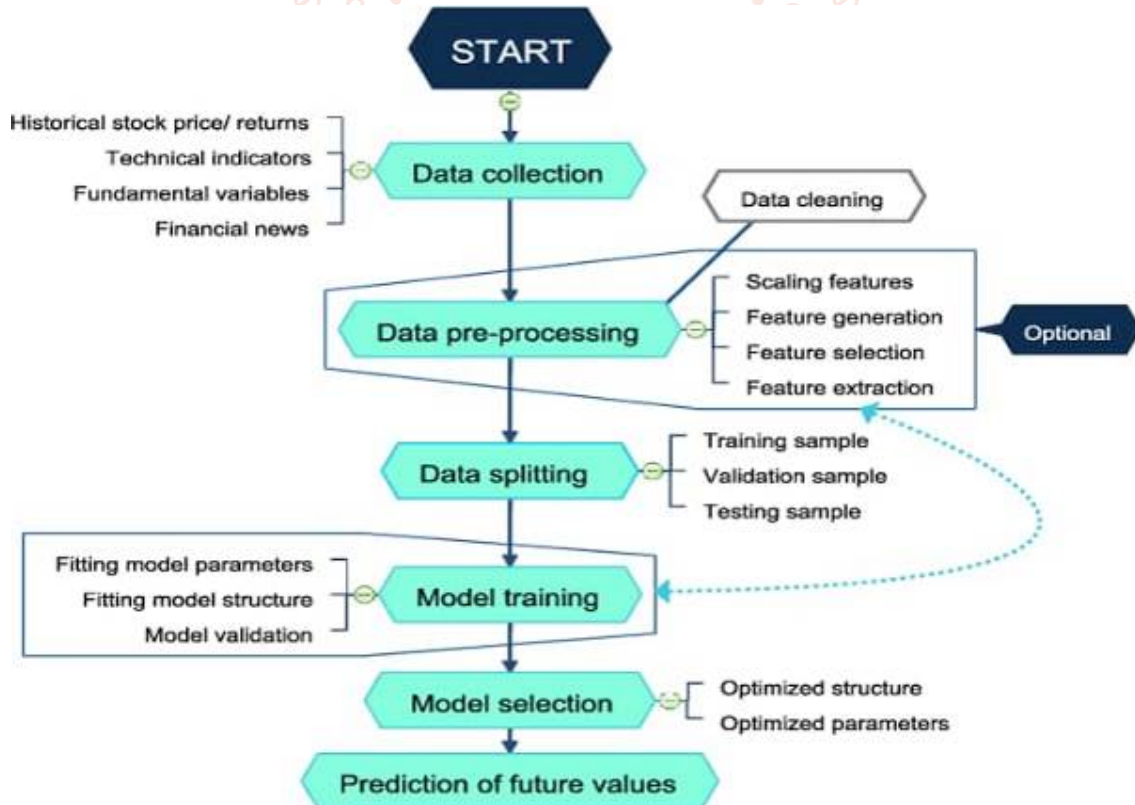 START
Historical stock price/ returns
Technical indicators
Fundamental variables
Financial news
Data collection
Data cleaning
Data pre-processing
Scaling features
Feature generation
Feature selection
Feature extraction
Optional
Data splitting
Training sample
Validation sample
Testing sample
Fitting model parameters
Fitting model structure
Model validation
Model training
Model selection
Optimized structure
Optimized parameters
Prediction of future values